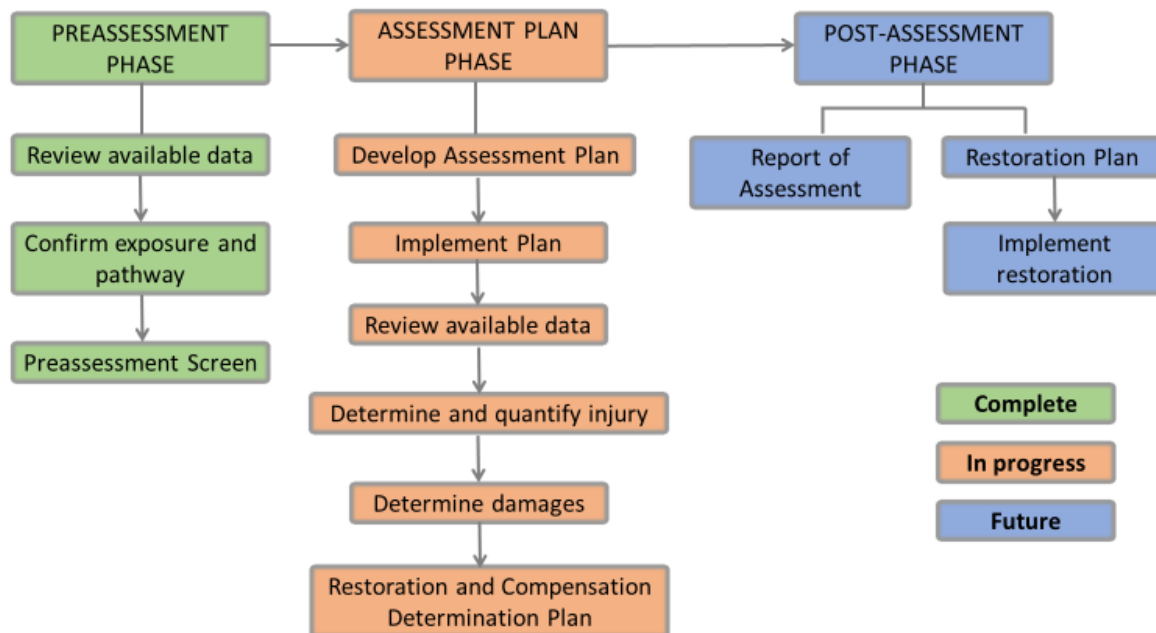 PREASSESSMENT
PHASE
Review available data
Confirm exposure and
pathway
Preassessment Screen
ASSESSMENT PLAN
PHASE
Develop Assessment Plan
Implement Plan
Review available data
Determine and quantify injury
Determine damages
Restoration and Compensation
Determination Plan
POST-ASSESSMENT
PHASE
Report of
Assessment
Restoration Plan
Implement
restoration
Complete
In progress
Future